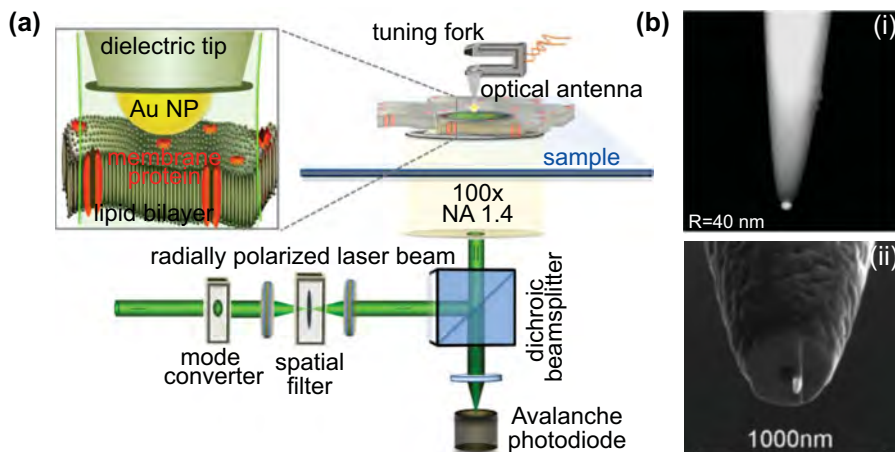 (a)
dielectric tip
Au NP
membrane
protein
lipid bilayer
tuning fork
optical antenna
sample
100x
NA 1.4
radially polarized laser beam
mode
converter
spatial
filter
dichroic
beamsplitter
Avalanche
photodiode
(b)
(i)
R=40 nm
(ii)
1000nm